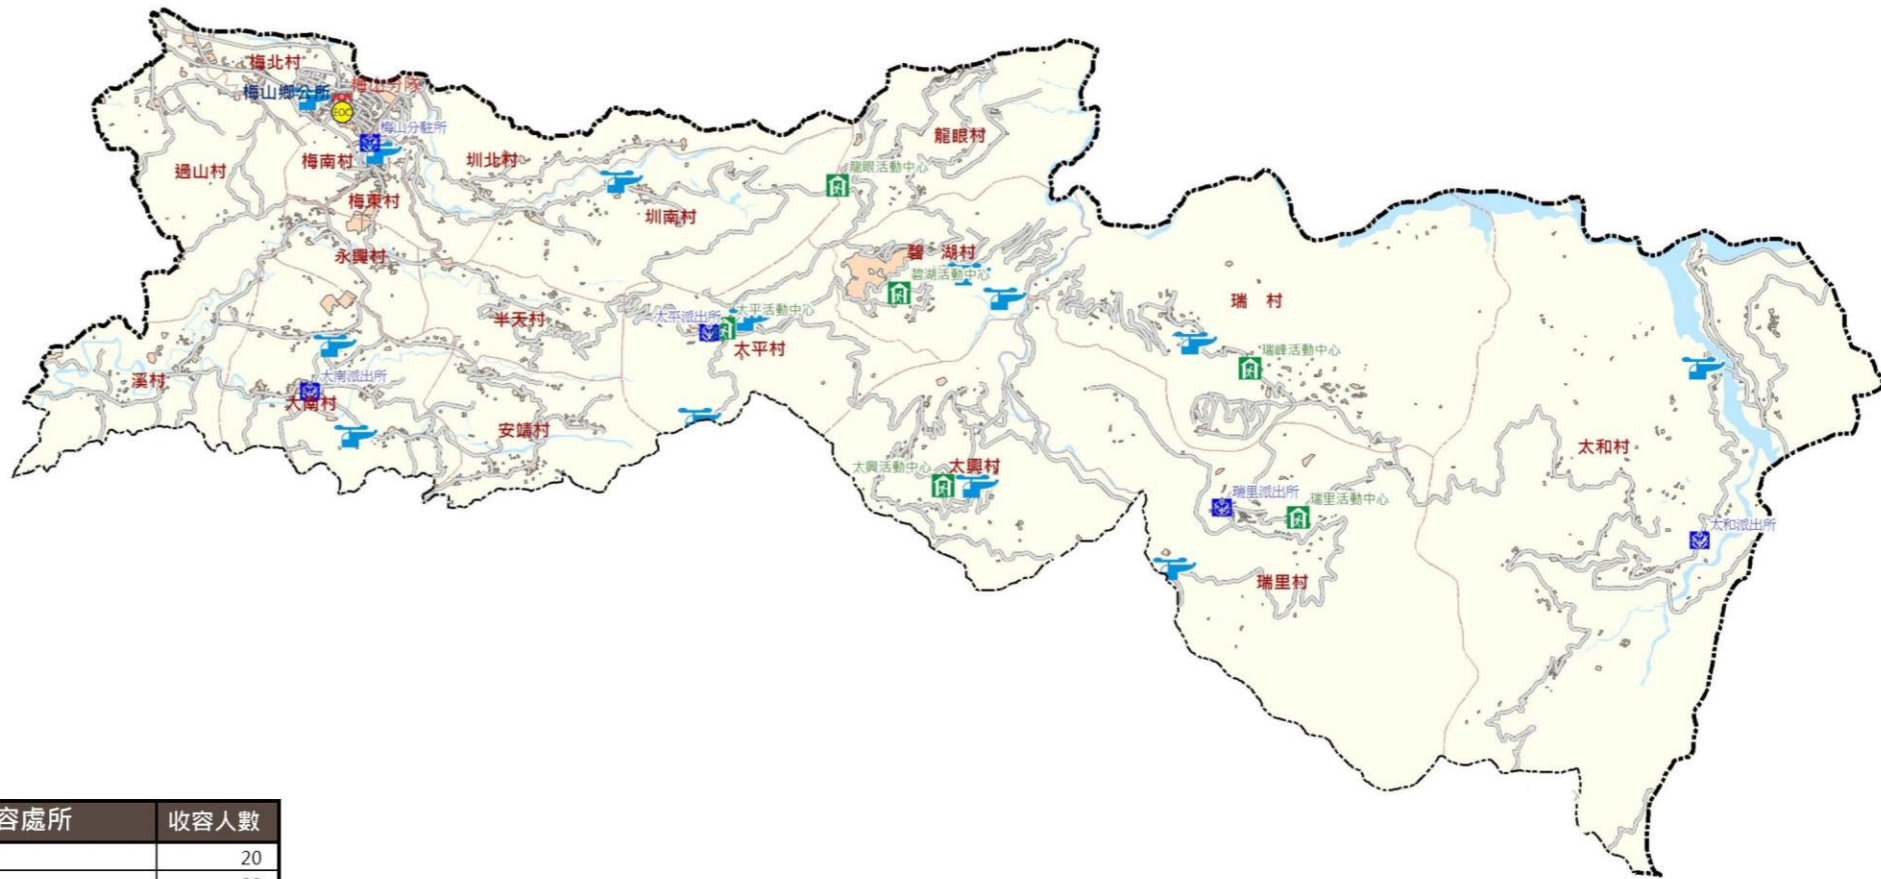 梅北村
梅山鄉公所
梅山分隊
EOC
梅山分駐所
龍眼村
過山村
梅南村
圳北村
龍眼活動中心
梅東村
圳南村
永興村
碧 湖村
碧湖活動中心
瑞 村
半天村
太平派出所
太平活動中心
太平村
瑞峰活動中心
溪村
大南派出所
大南村
安靖村
太和村
太興活動中心
太興村
瑞里派出所
瑞里活動中心
太和派出所
瑞里村
容處所 收容人數
20